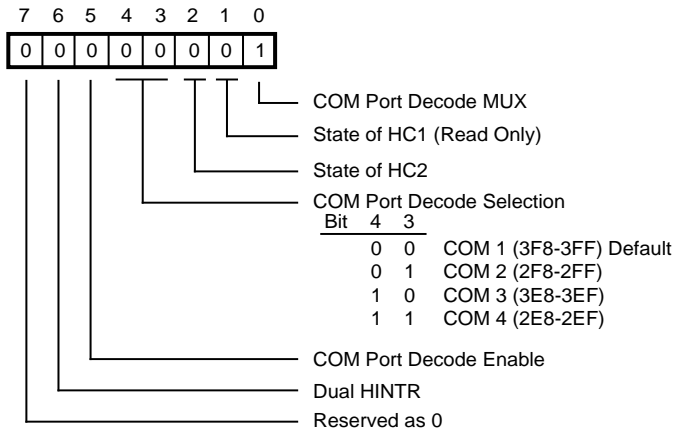 7 6 5 4 3 2 1 0
0 0 0 0 0 0 0 1
COM Port Decode MUX
State of HC1 (Read Only)
State of HC2
COM Port Decode Selection
Bit 4 3
0 0 COM 1 (3F8-3FF) Default
0 1 COM 2 (2F8-2FF)
1 0 COM 3 (3E8-3EF)
1 1 COM 4 (2E8-2EF)
COM Port Decode Enable
Dual HINTR
Reserved as 0